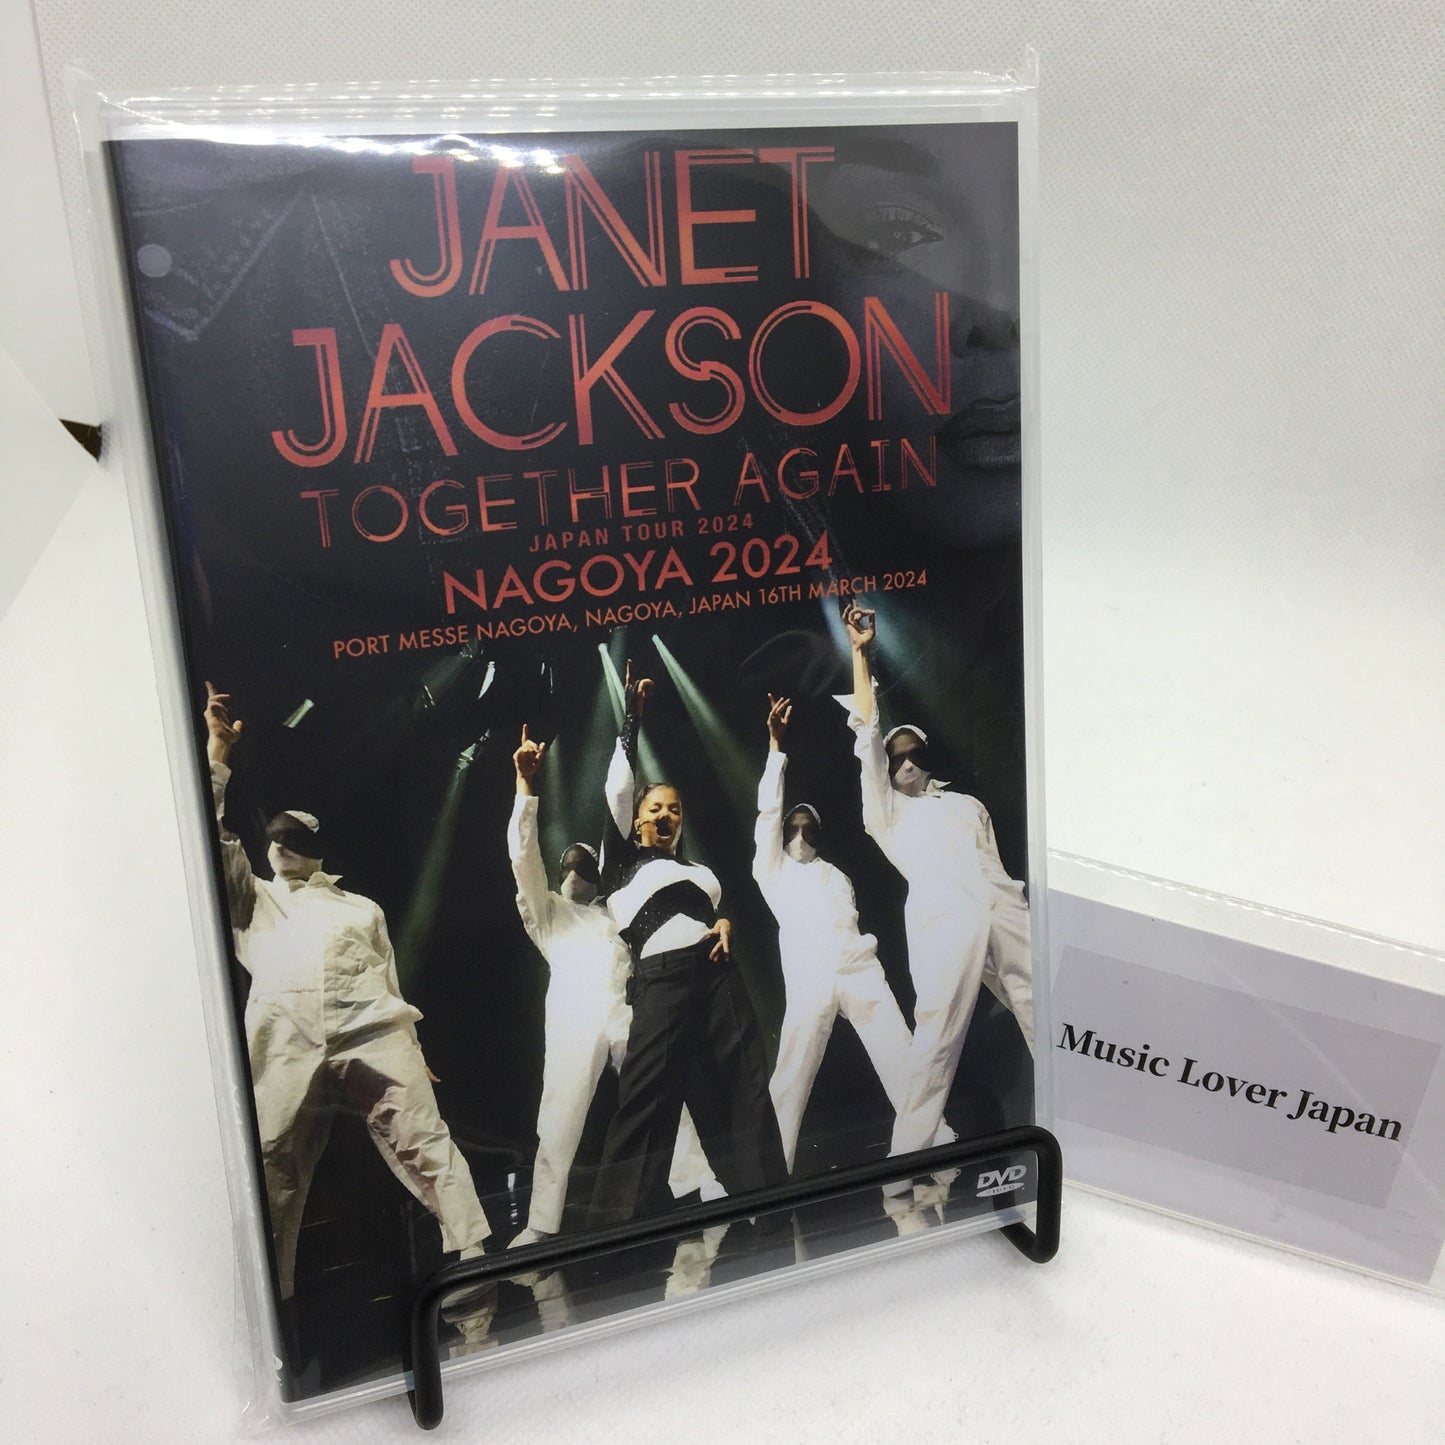 JANET
JACKSON
TOGETHER AGAIN
JAPAN TOUR 2024
NAGOYA 2024
PORT MESSE NAGOYA, NAGOYA, JAPAN 16TH MARCH 2024
DVD
Music Lover Japan